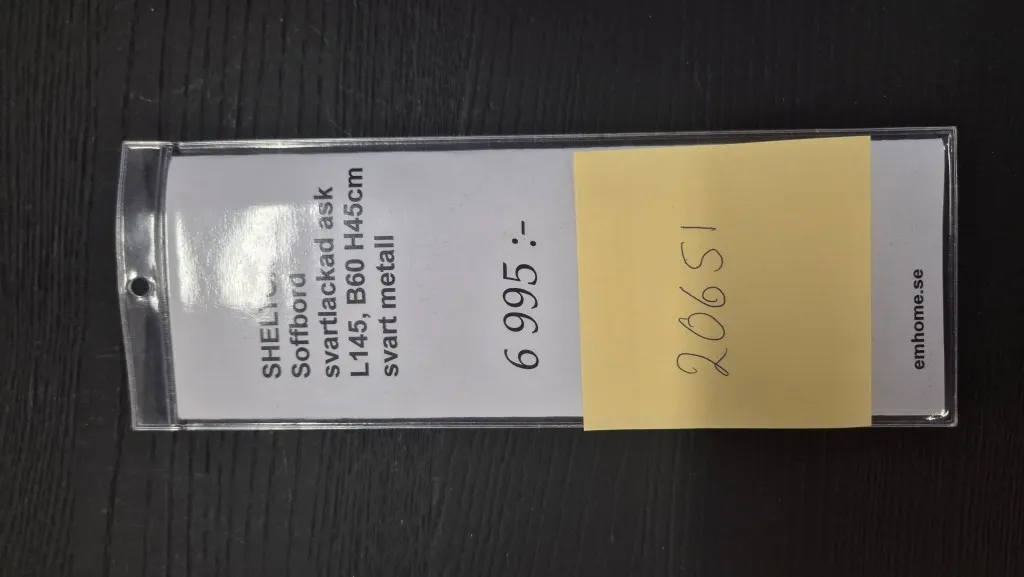 Soffbord
svartlackad ask
L145, B60 H45cm
svart metall
6 995 :-
20651
emhome.se